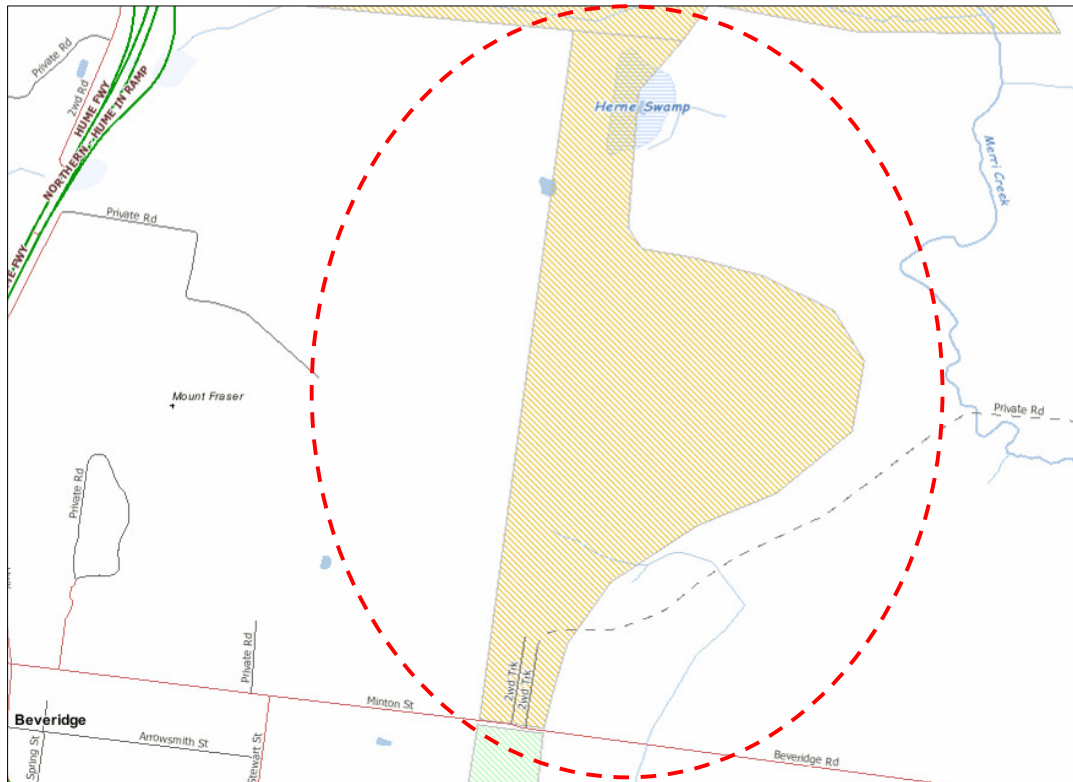 Private Rd
2wd Rd
HUME FWY
NORTHERN - HUME IN RAMP
Herne Swamp
Merri Creek
Private Rd
Mount Fraser
Private Rd
Private Rd
Private Rd
2wd Trk
2wd Trk
Minton St
Beveridge
Arrowsmith St
Spring St
Stewart St
Beveridge Rd